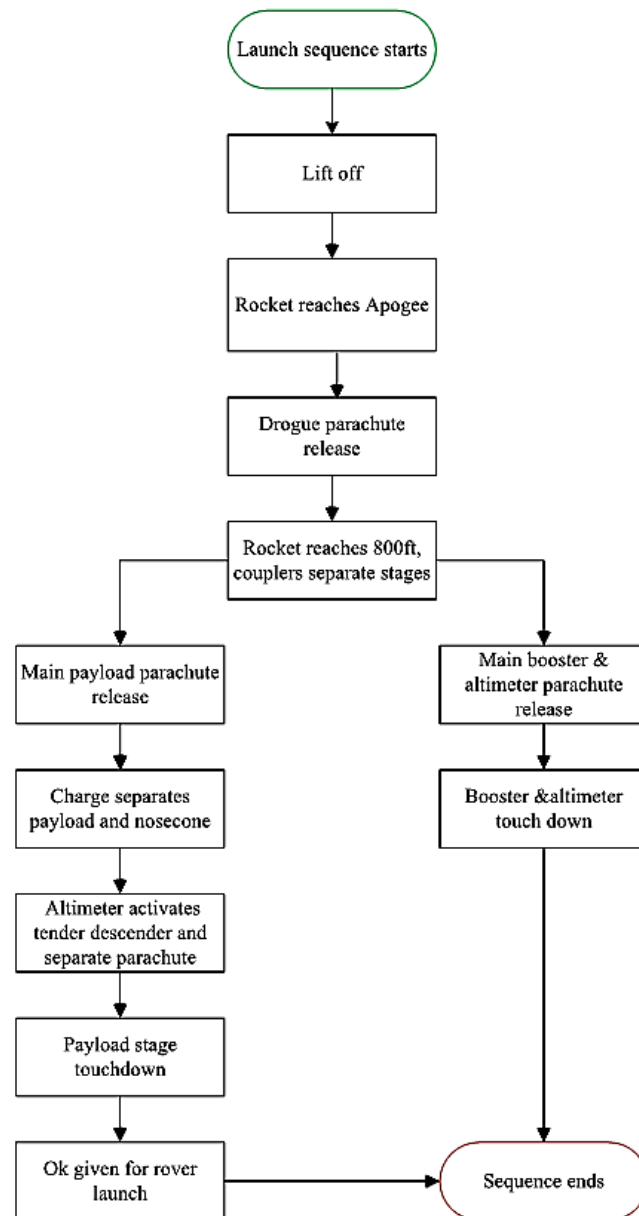 Launch sequence starts
Lift off
Rocket reaches Apogee
Drogue parachute
release
Rocket reaches 800ft,
couplers separate stages
Main payload parachute
release
Main booster &
altimeter parachute
release
Charge separates
payload and nosecone
Booster &altimeter
touch down
Altimeter activates
tender descender and
separate parachute
Payload stage
touchdown
Ok given for rover
launch
Sequence ends